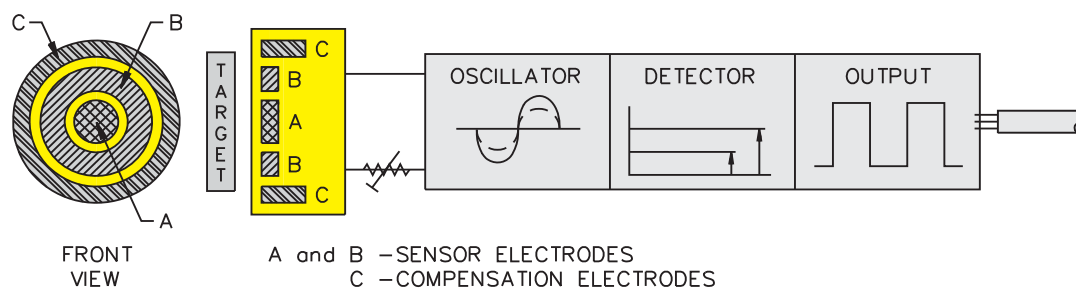 C
B
A
FRONT
VIEW
TARGET
C
B
A
B
C
OSCILLATOR
DETECTOR
OUTPUT
A and B -SENSOR ELECTRODES
C -COMPENSATION ELECTRODES